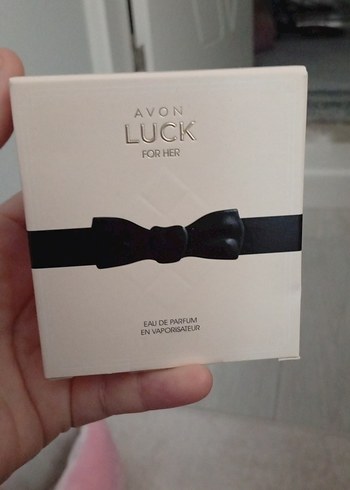 AVON
LUCK
FOR HER
EAU DE PARFUM
EN VAPORISATEUR